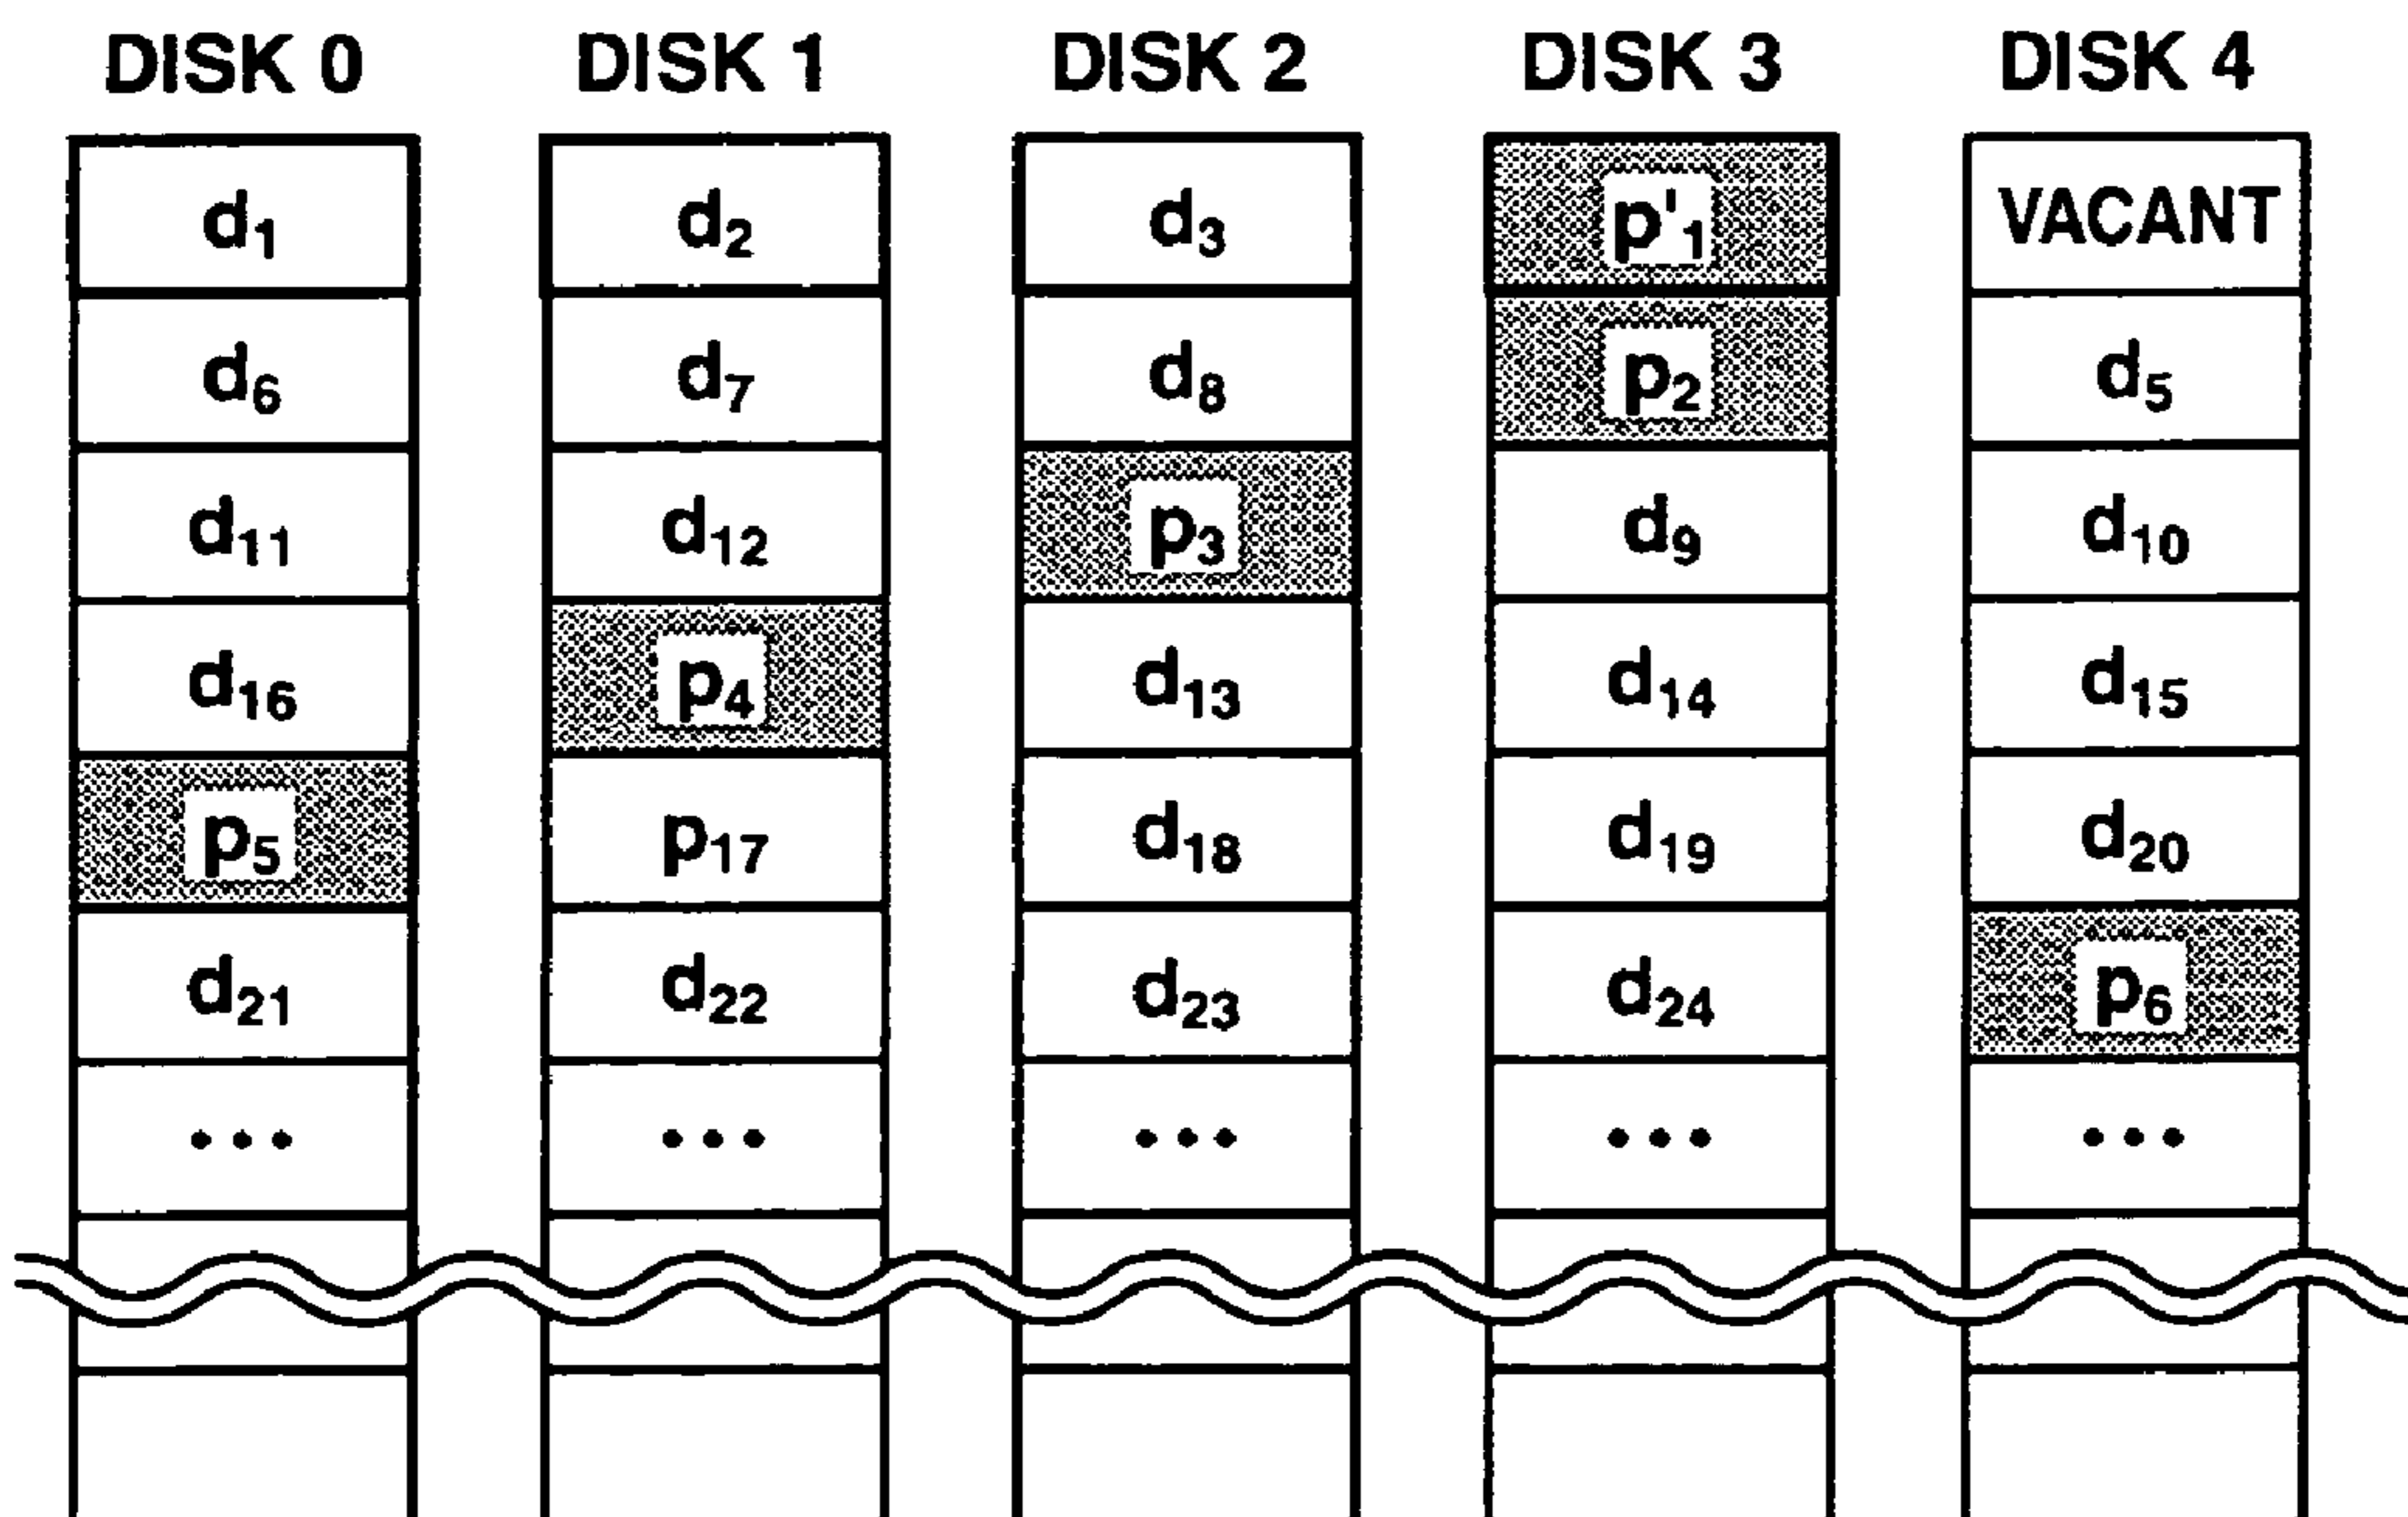 DISK 0 DISK 1 DISK 2 DISK 3 DISK 4
d₁ d₂ d₃ p'₁ VACANT
d₆ d₇ d₈ p₂ d₅
d₁₁ d₁₂ p₃ d₉ d₁₀
d₁₆ p₄ d₁₃ d₁₄ d₁₅
p₅ p₁₇ d₁₈ d₁₉ d₂₀
d₂₁ d₂₂ d₂₃ d₂₄ p₆
... ... ... ... ...